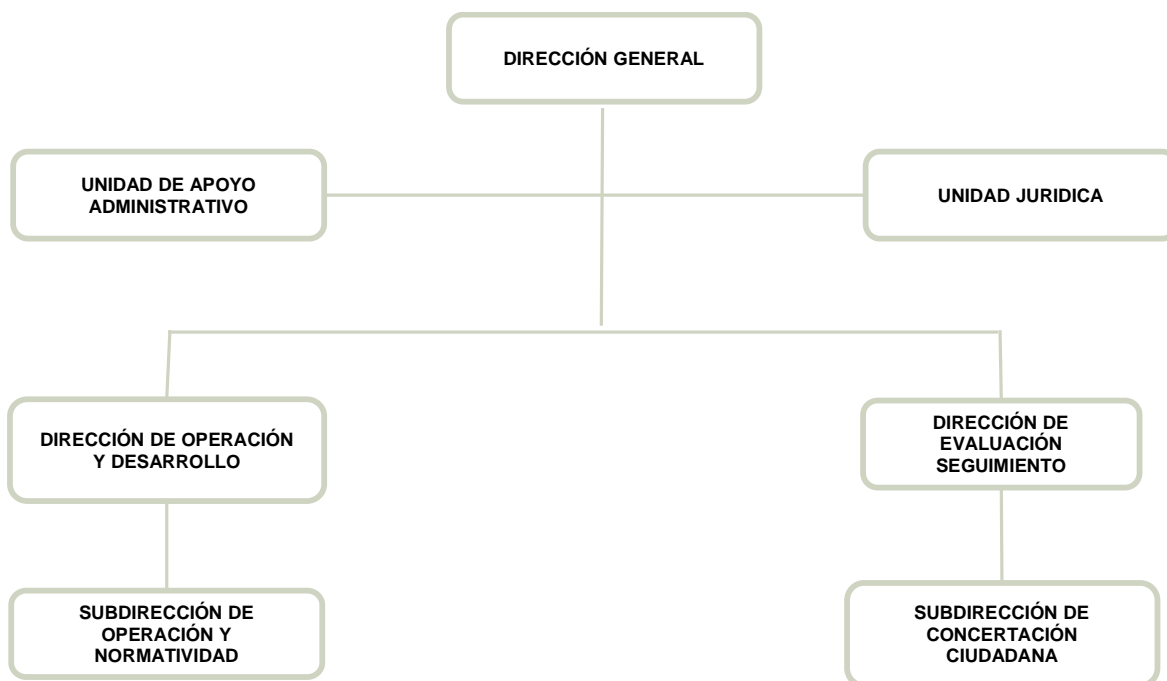 DIRECCIÓN GENERAL
UNIDAD DE APOYO
ADMINISTRATIVO
UNIDAD JURIDICA
DIRECCIÓN DE OPERACIÓN
Y DESARROLLO
DIRECCIÓN DE
EVALUACIÓN
SEGUIMIENTO
SUBDIRECCIÓN DE
OPERACIÓN Y
NORMATIVIDAD
SUBDIRECCIÓN DE
CONCERTACIÓN
CIUDADANA